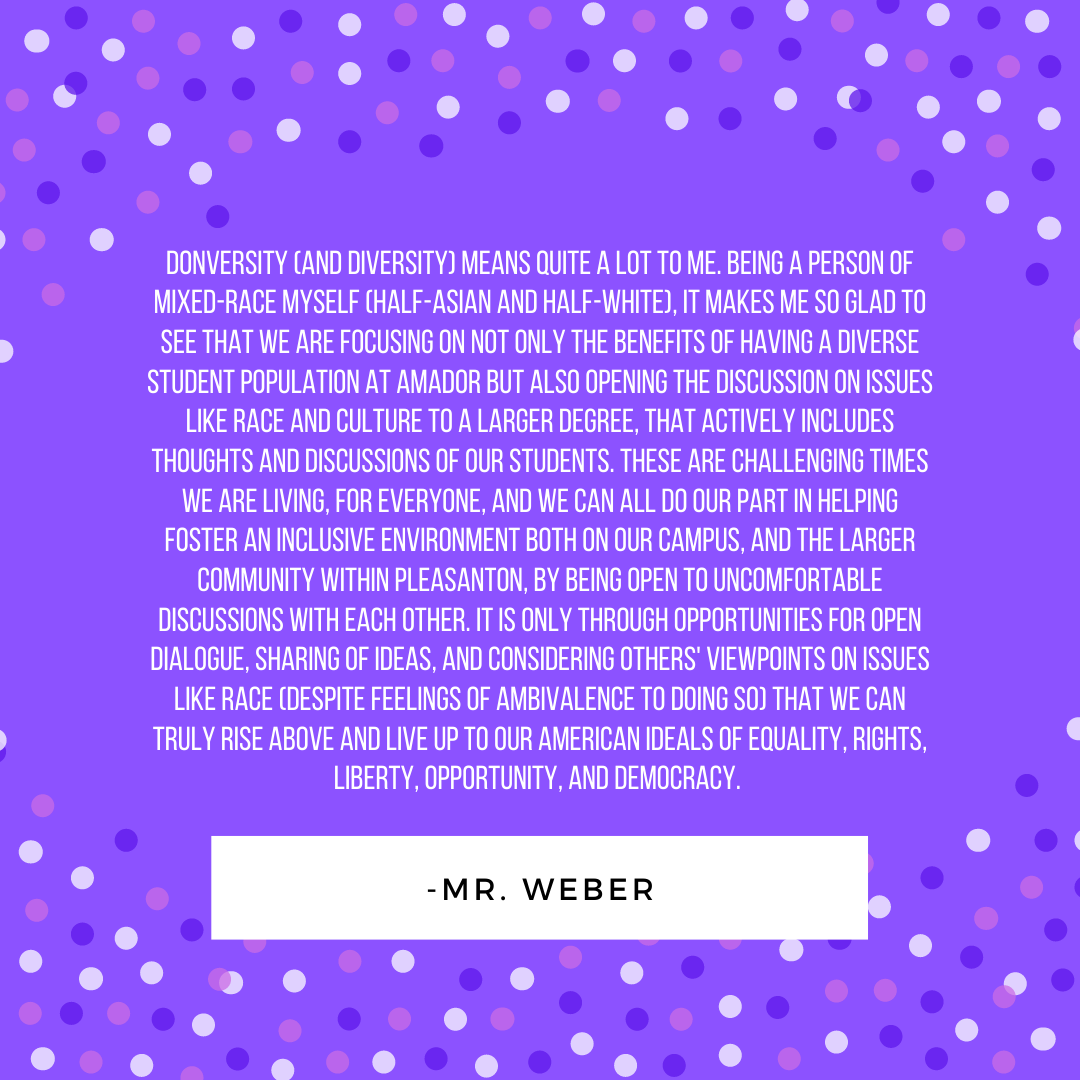 DONVERSITY (AND DIVERSITY) MEANS QUITE A LOT TO ME. BEING A PERSON OF
MIXED-RACE MYSELF (HALF-ASIAN AND HALF-WHITE), IT MAKES ME SO GLAD TO
SEE THAT WE ARE FOCUSING ON NOT ONLY THE BENEFITS OF HAVING A DIVERSE
STUDENT POPULATION AT AMADOR BUT ALSO OPENING THE DISCUSSION ON ISSUES
LIKE RACE AND CULTURE TO A LARGER DEGREE, THAT ACTIVELY INCLUDES
THOUGHTS AND DISCUSSIONS OF OUR STUDENTS. THESE ARE CHALLENGING TIMES
WE ARE LIVING, FOR EVERYONE, AND WE CAN ALL DO OUR PART IN HELPING
FOSTER AN INCLUSIVE ENVIRONMENT BOTH ON OUR CAMPUS, AND THE LARGER
COMMUNITY WITHIN PLEASANTON, BY BEING OPEN TO UNCOMFORTABLE
DISCUSSIONS WITH EACH OTHER. IT IS ONLY THROUGH OPPORTUNITIES FOR OPEN
DIALOGUE, SHARING OF IDEAS, AND CONSIDERING OTHERS' VIEWPOINTS ON ISSUES
LIKE RACE (DESPITE FEELINGS OF AMBIVALENCE TO DOING SO) THAT WE CAN
TRULY RISE ABOVE AND LIVE UP TO OUR AMERICAN IDEALS OF EQUALITY, RIGHTS,
LIBERTY, OPPORTUNITY, AND DEMOCRACY.
-MR. WEBER